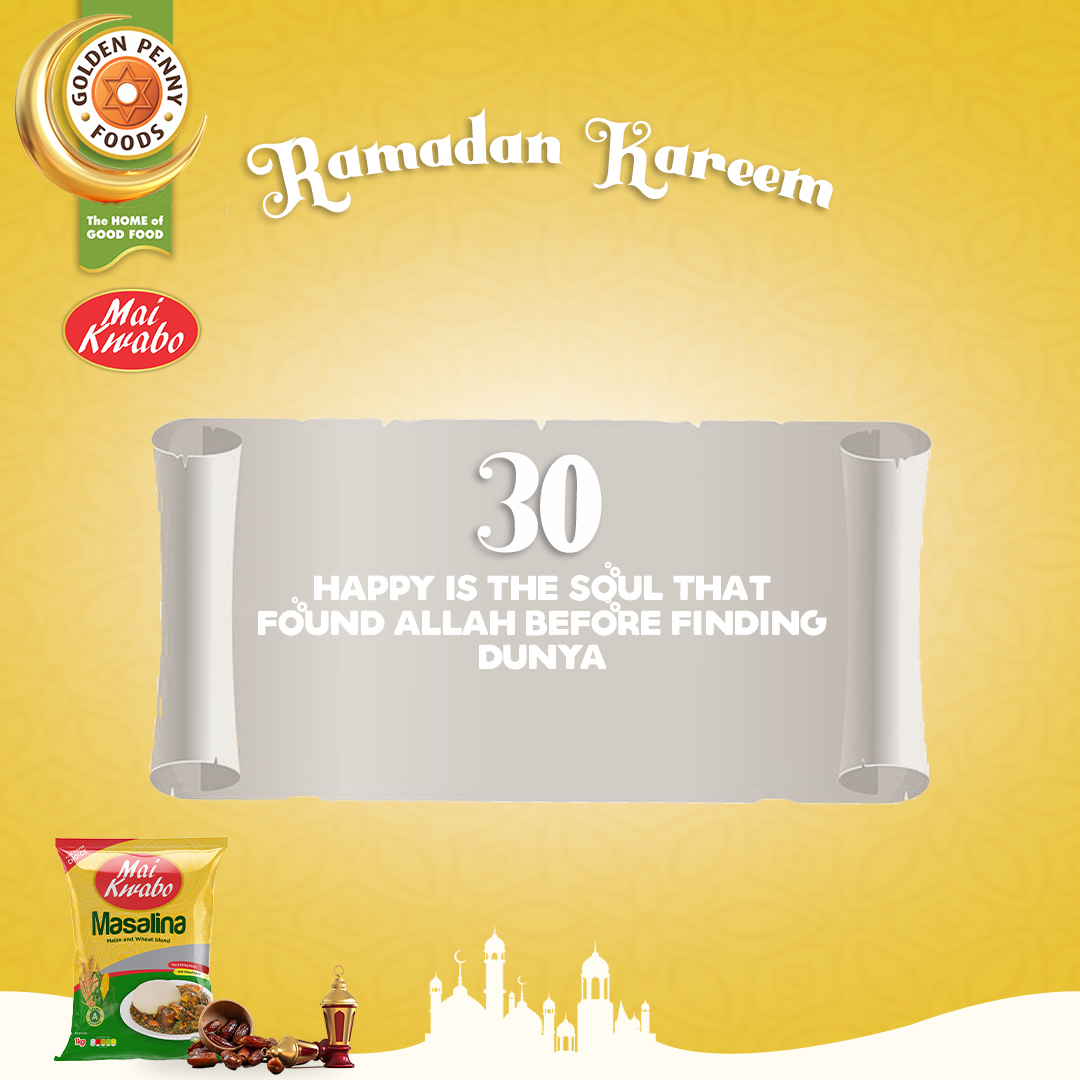 GOLDEN PENNY
FOODS
The HOME of
GOOD FOOD
Ramadan Kareem
Mai
Kwabo
30
HAPPY IS THE SOUL THAT
FOUND ALLAH BEFORE FINDING
DUNYA
Mai
Kwabo
Masalina
Maize and Wheat blend
1kg